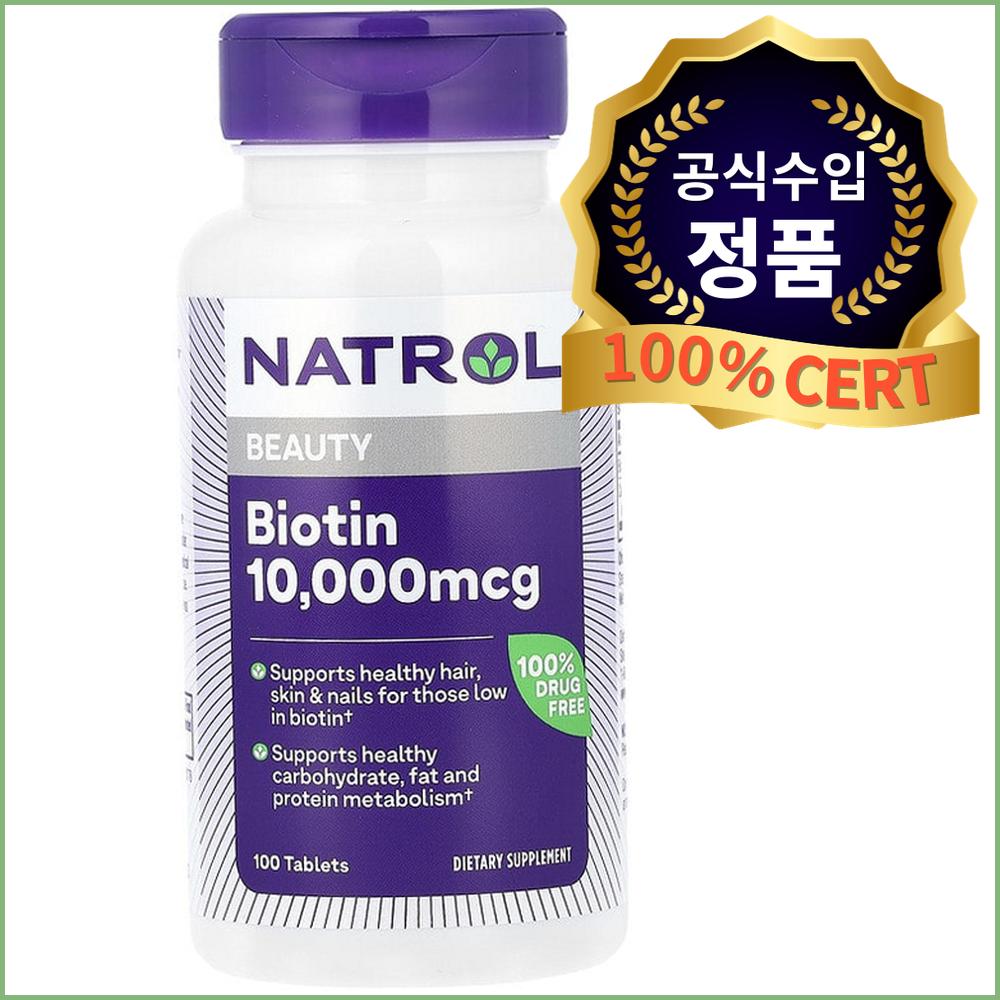 NATROL
BEAUTY
Biotin
10,000mcg
Supports healthy hair,
skin & nails for those low
in biotin†
Supports healthy
carbohydrate, fat and
protein metabolism†
100%
DRUG
FREE
100 Tablets
DIETARY SUPPLEMENT
공식수입
정품
100% CERT